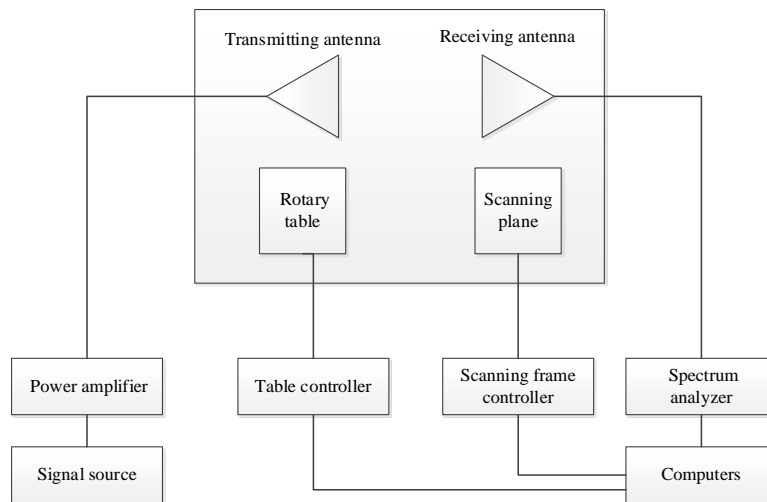 Transmitting antenna
Receiving antenna
Rotary
table
Scanning
plane
Power amplifier
Table controller
Scanning frame
controller
Spectrum
analyzer
Signal source
Computers